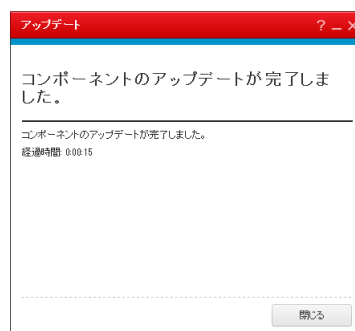 アップデート
コンポーネントのアップデートが完了しま
した。
コンポーネントのアップデートが完了しました。
経過時間: 0:00:15
閉じる